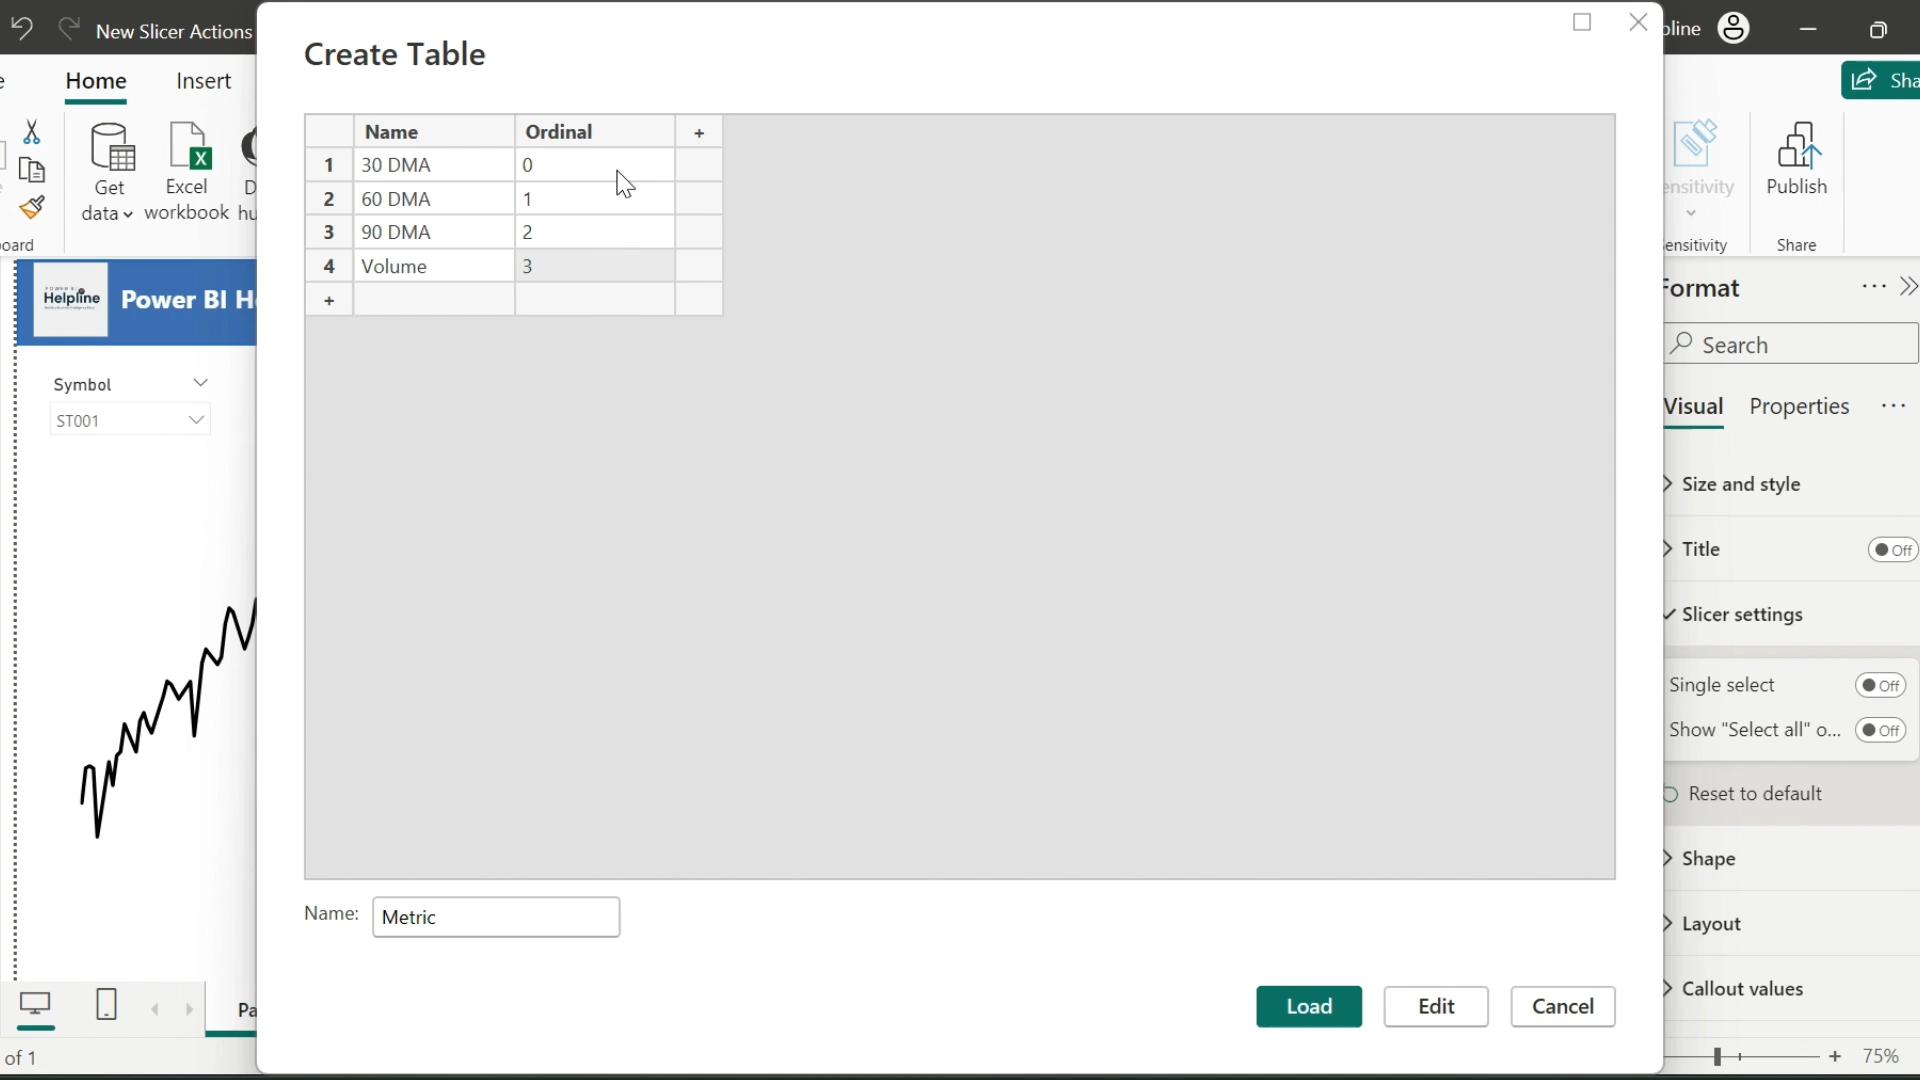 New Slicer Actions
Create Table
Home
Insert
Get
data
Excel
workbook
Sha
Publish
Share
Name Ordinal +
1 30 DMA 0
2 60 DMA 1
3 90 DMA 2
4 Volume 3
+
Helpline
Power BI H
Symbol
ST001
Format
Search
Visual Properties
Size and style
Title Off
Slicer settings
Single select Off
Show "Select all" o... Off
Reset to default
Shape
Layout
Callout values
Name: Metric
Load Edit Cancel
Pa
of 1
+ 75%